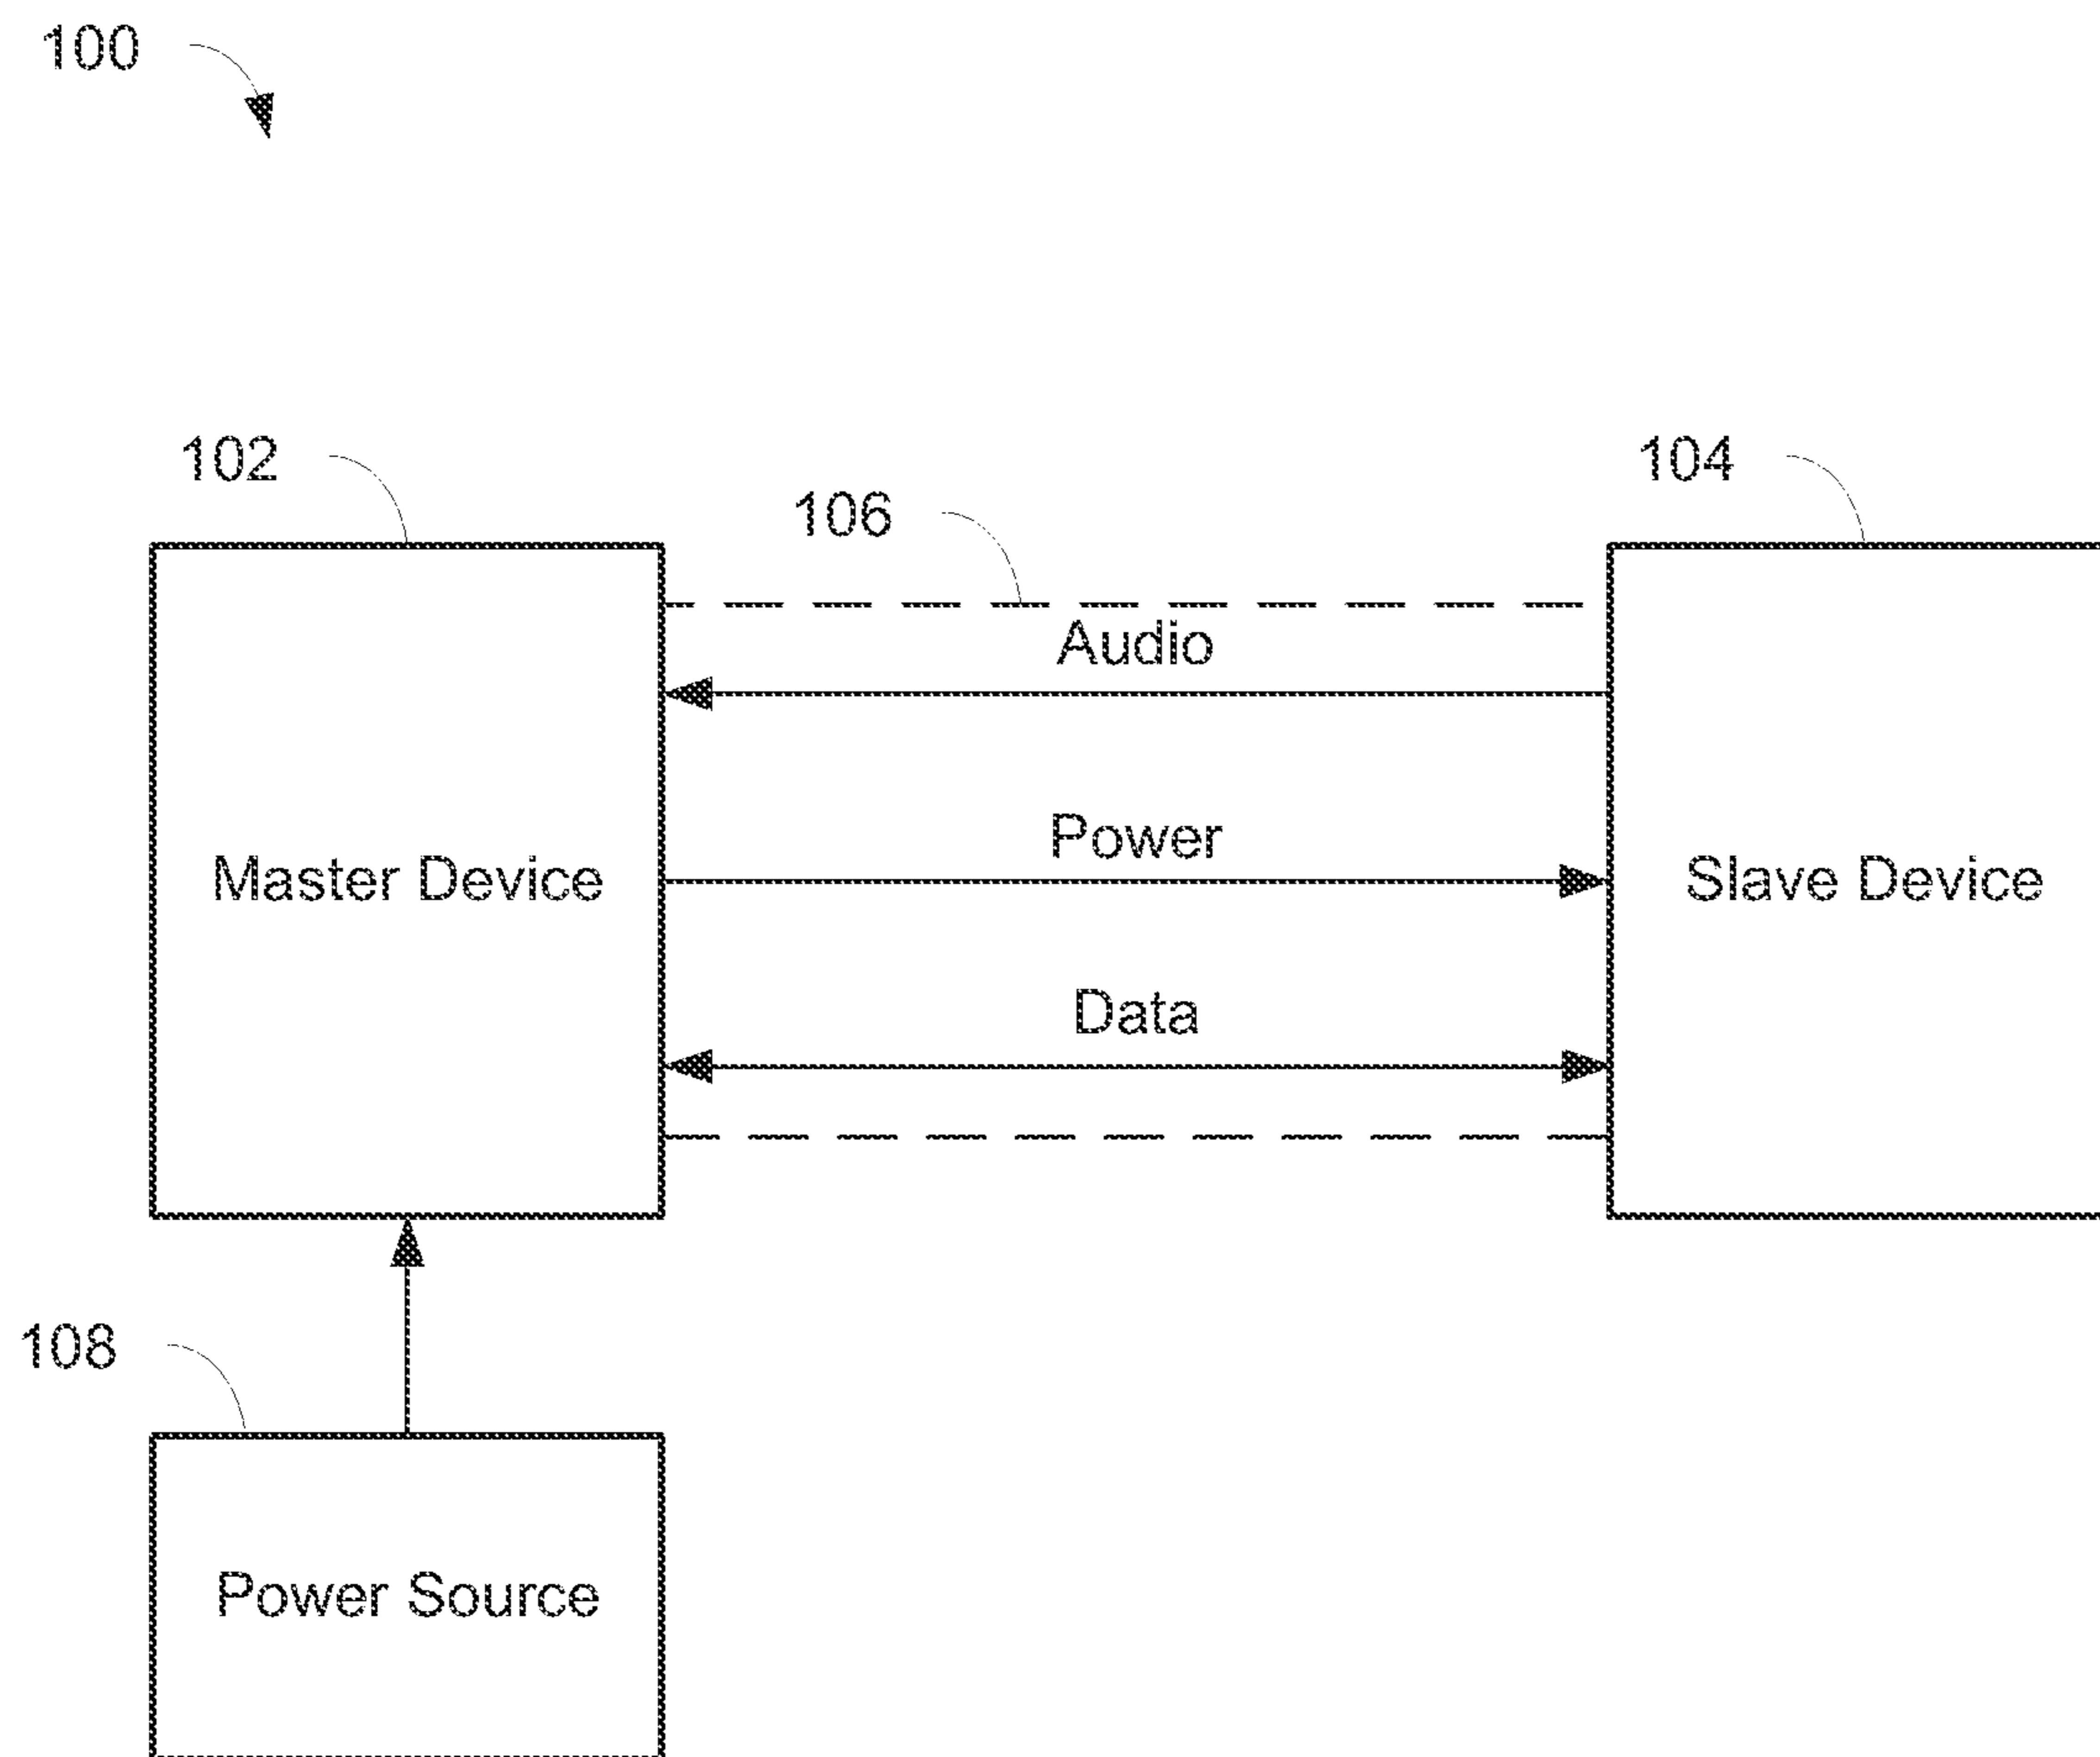 100
102
106
104
Audio
Power
Master Device
Slave Device
Data
108
Power Source